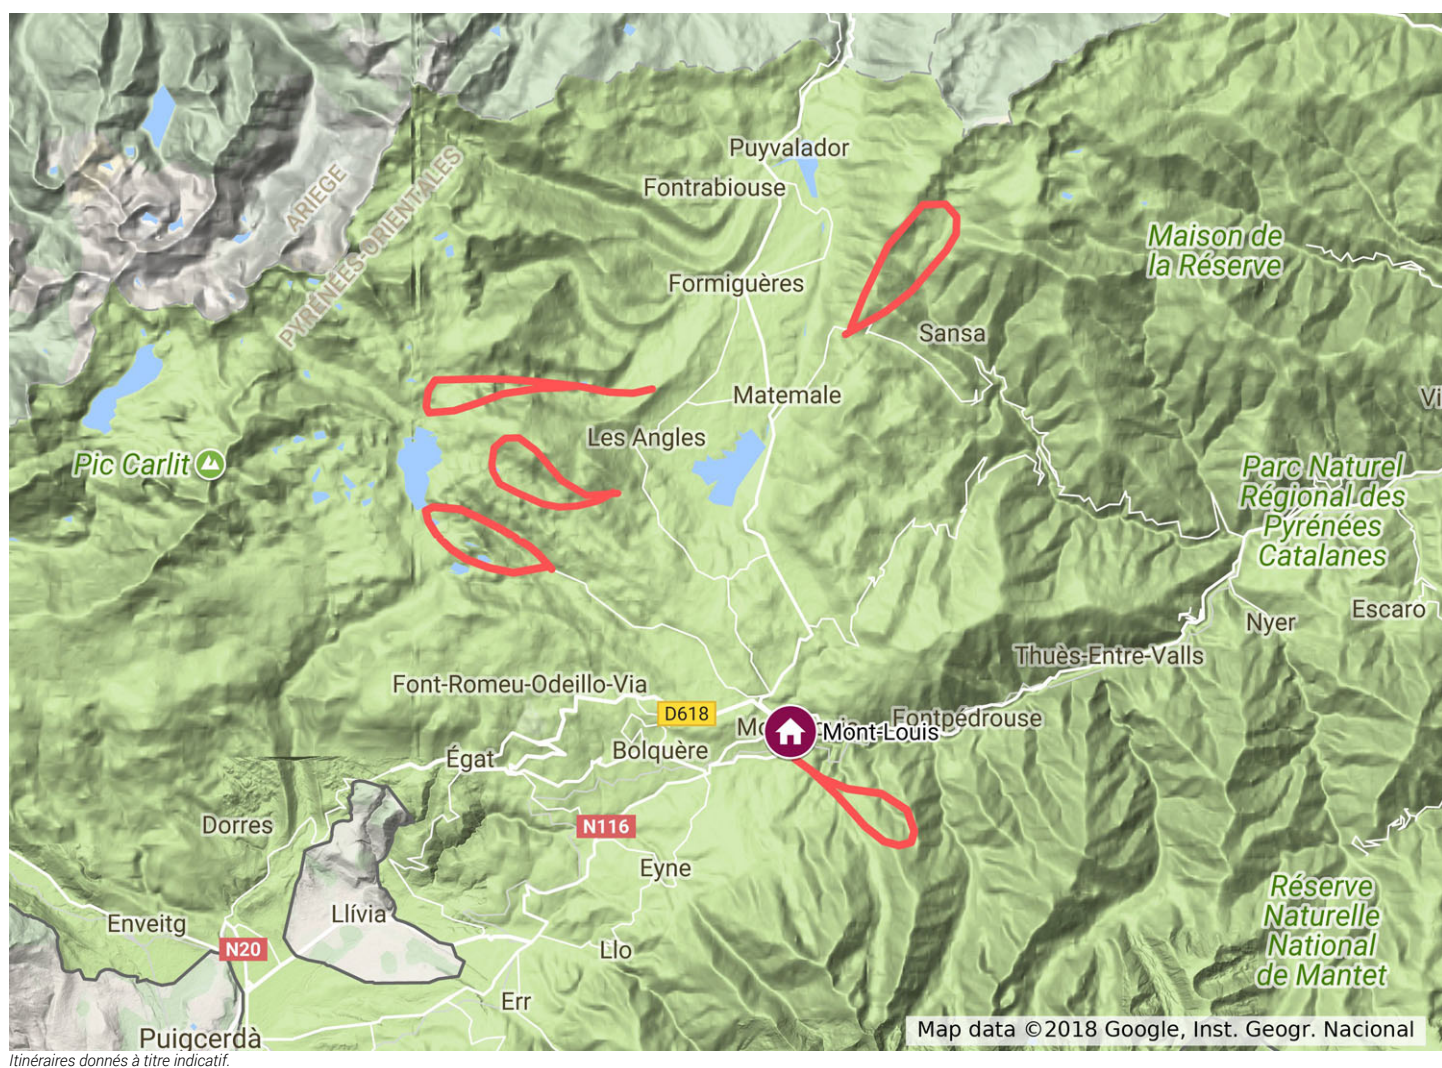 Puyvalador
Fontrabiouse
ARIEGE
PYRÉNÉES-ORIENTALES
Maison de
la Réserve
Formiguères
Sansa
Matemale
Les Angles
Pic Carlit
Parc Naturel
Régional des
Pyrénées
Catalanes
Escaro
Nyer
Thuès-Entre-Valls
Font-Romeu-Odeillo-Via
D618
Fontpédrouse
Mont-Louis
Bolquère
Égat
Dorres
N116
Eyne
Réserve
Naturelle
National
de Mantet
Llívia
Enveitg
N20
Llo
Err
Puigcerdà
Map data ©2018 Google, Inst. Geogr. Nacional
Itinéraires donnés à titre indicatif.